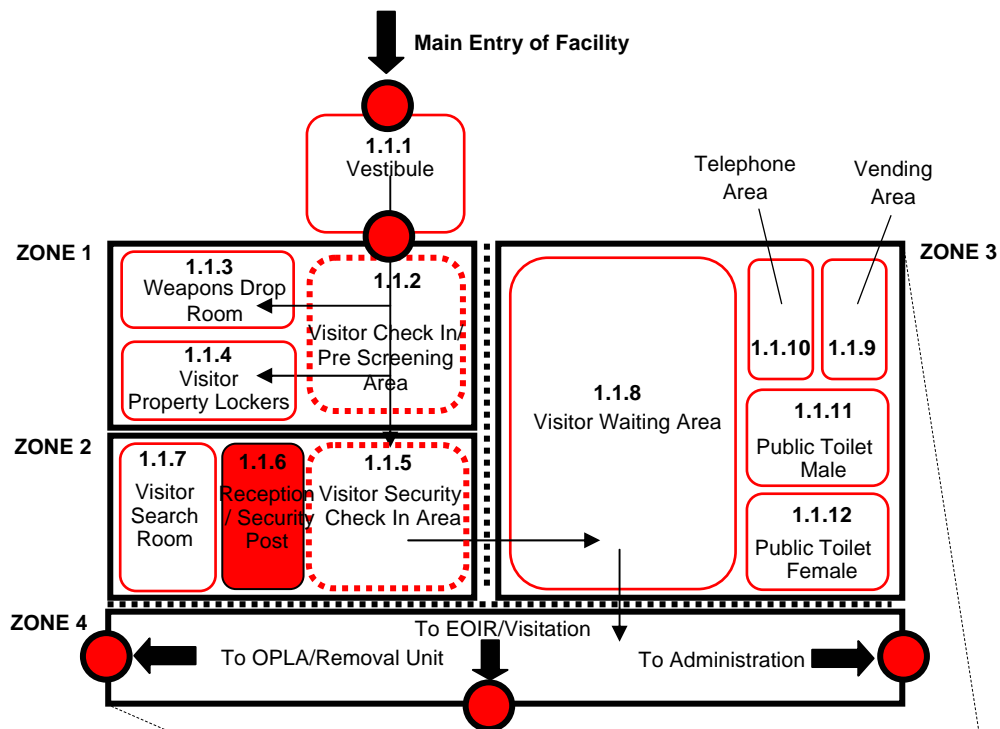 Main Entry of Facility
1.1.1
Vestibule
Telephone
Area
Vending
Area
ZONE 1
1.1.3
Weapons Drop
Room
1.1.2
Visitor Check In/
Pre Screening
Area
1.1.4
Visitor
Property Lockers
ZONE 3
1.1.10
1.1.9
1.1.8
Visitor Waiting Area
1.1.11
Public Toilet
Male
1.1.12
Public Toilet
Female
ZONE 2
1.1.7
Visitor
Search
Room
1.1.6
Reception
/ Security
Post
1.1.5
Visitor Security
Check In Area
ZONE 4
To EOIR/Visitation
To OPLA/Removal Unit
To Administration